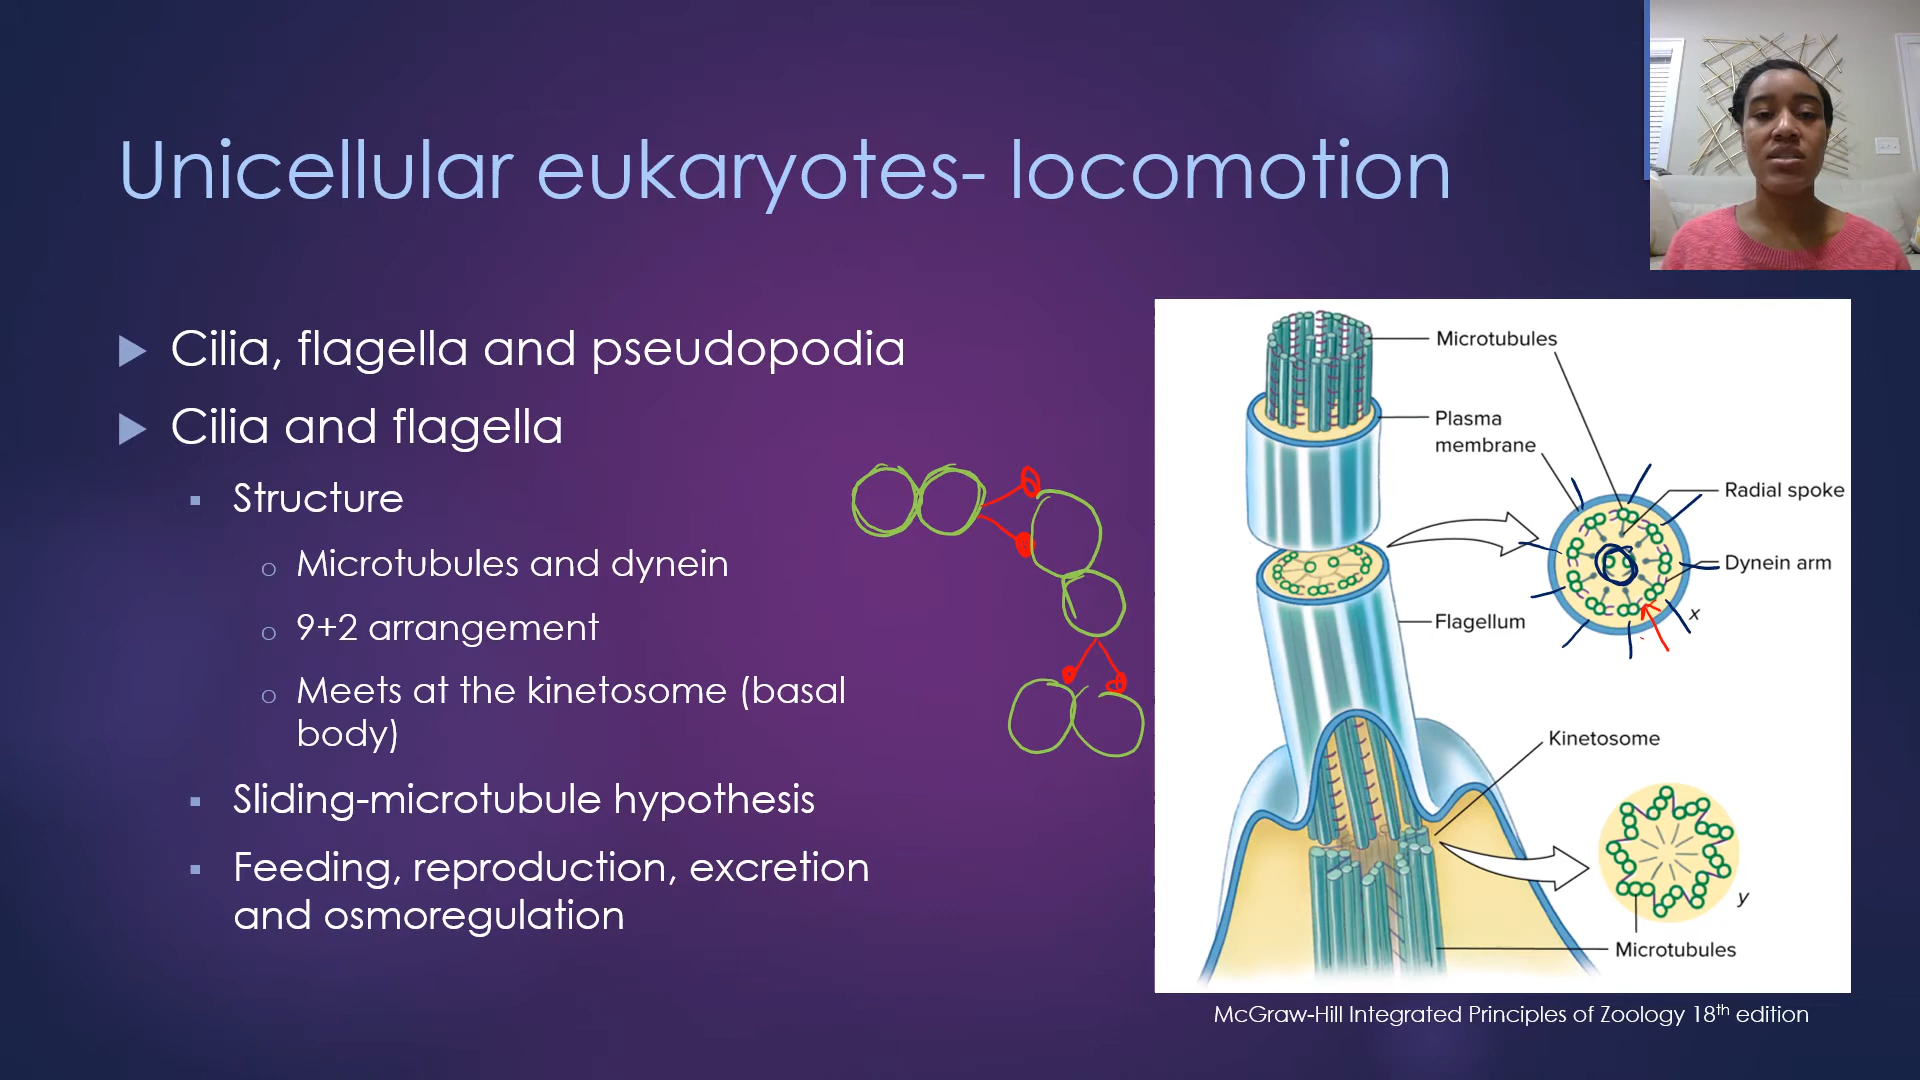 Unicellular eukaryotes- locomotion
Cilia, flagella and pseudopodia
Cilia and flagella
Structure
Microtubules and dynein
9+2 arrangement
Meets at the kinetosome (basal
body)
Sliding-microtubule hypothesis
Feeding, reproduction, excretion
and osmoregulation
Microtubules
Plasma
membrane
Radial spoke
Dynein arm
x
Flagellum
Kinetosome
y
Microtubules
McGraw-Hill Integrated Principles of Zoology 18th edition